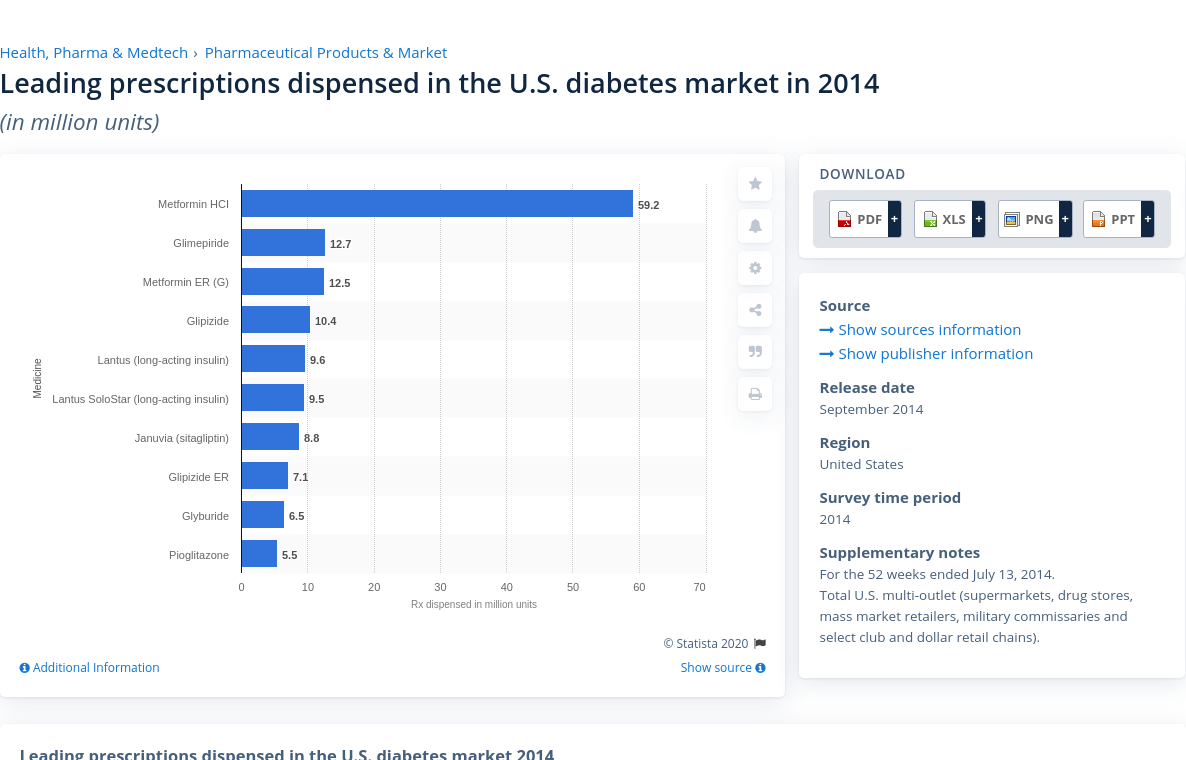 Health, Pharma & Medtech › Pharmaceutical Products & Market
Leading prescriptions dispensed in the U.S. diabetes market in 2014
(in million units)
Medicine
Metformin HCI 59.2
Glimepiride 12.7
Metformin ER (G) 12.5
Glipizide 10.4
Lantus (long-acting insulin) 9.6
Lantus SoloStar (long-acting insulin) 9.5
Januvia (sitagliptin) 8.8
Glipizide ER 7.1
Glyburide 6.5
Pioglitazone 5.5
0 10 20 30 40 50 60 70
Rx dispensed in million units
© Statista 2020
Additional Information
Show source
DOWNLOAD
PDF + XLS + PNG + PPT +
Source
Show sources information
Show publisher information
Release date
September 2014
Region
United States
Survey time period
2014
Supplementary notes
For the 52 weeks ended July 13, 2014.
Total U.S. multi-outlet (supermarkets, drug stores,
mass market retailers, military commissaries and
select club and dollar retail chains).
Leading prescriptions dispensed in the U.S. diabetes market 2014